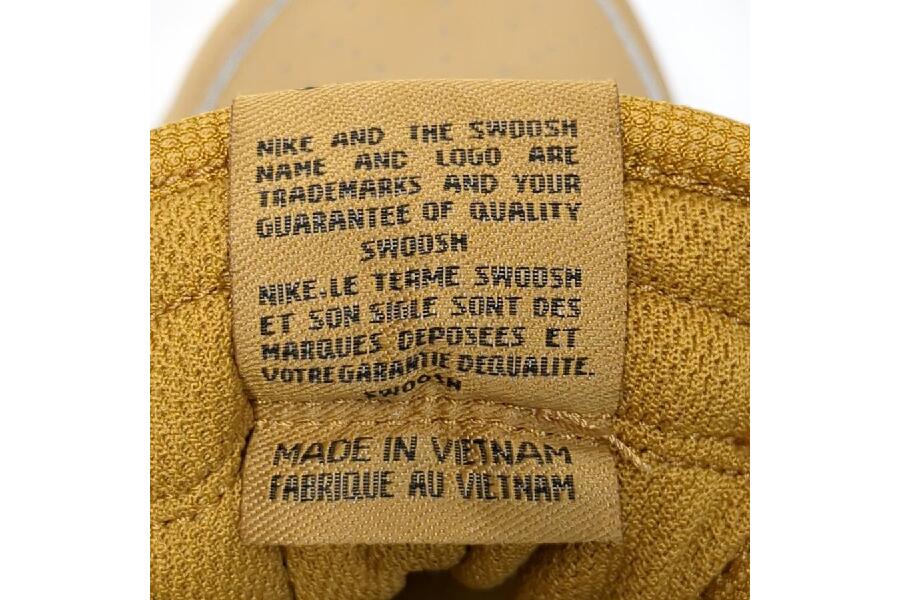 NIKE AND THE SWOOSH
NAME AND LOGO ARE
TRADEMARKS AND YOUR
GUARANTEE OF QUALITY
SWOOSH
NIKE.LE TERME SWOOSH
ET SON SIGLE SONT DES
MARQUES DEPOSEES ET
VOTRE GARANTIE DEQUALITE.
SWOOSH
MADE IN VIETNAM
FABRIQUE AU VIETNAM